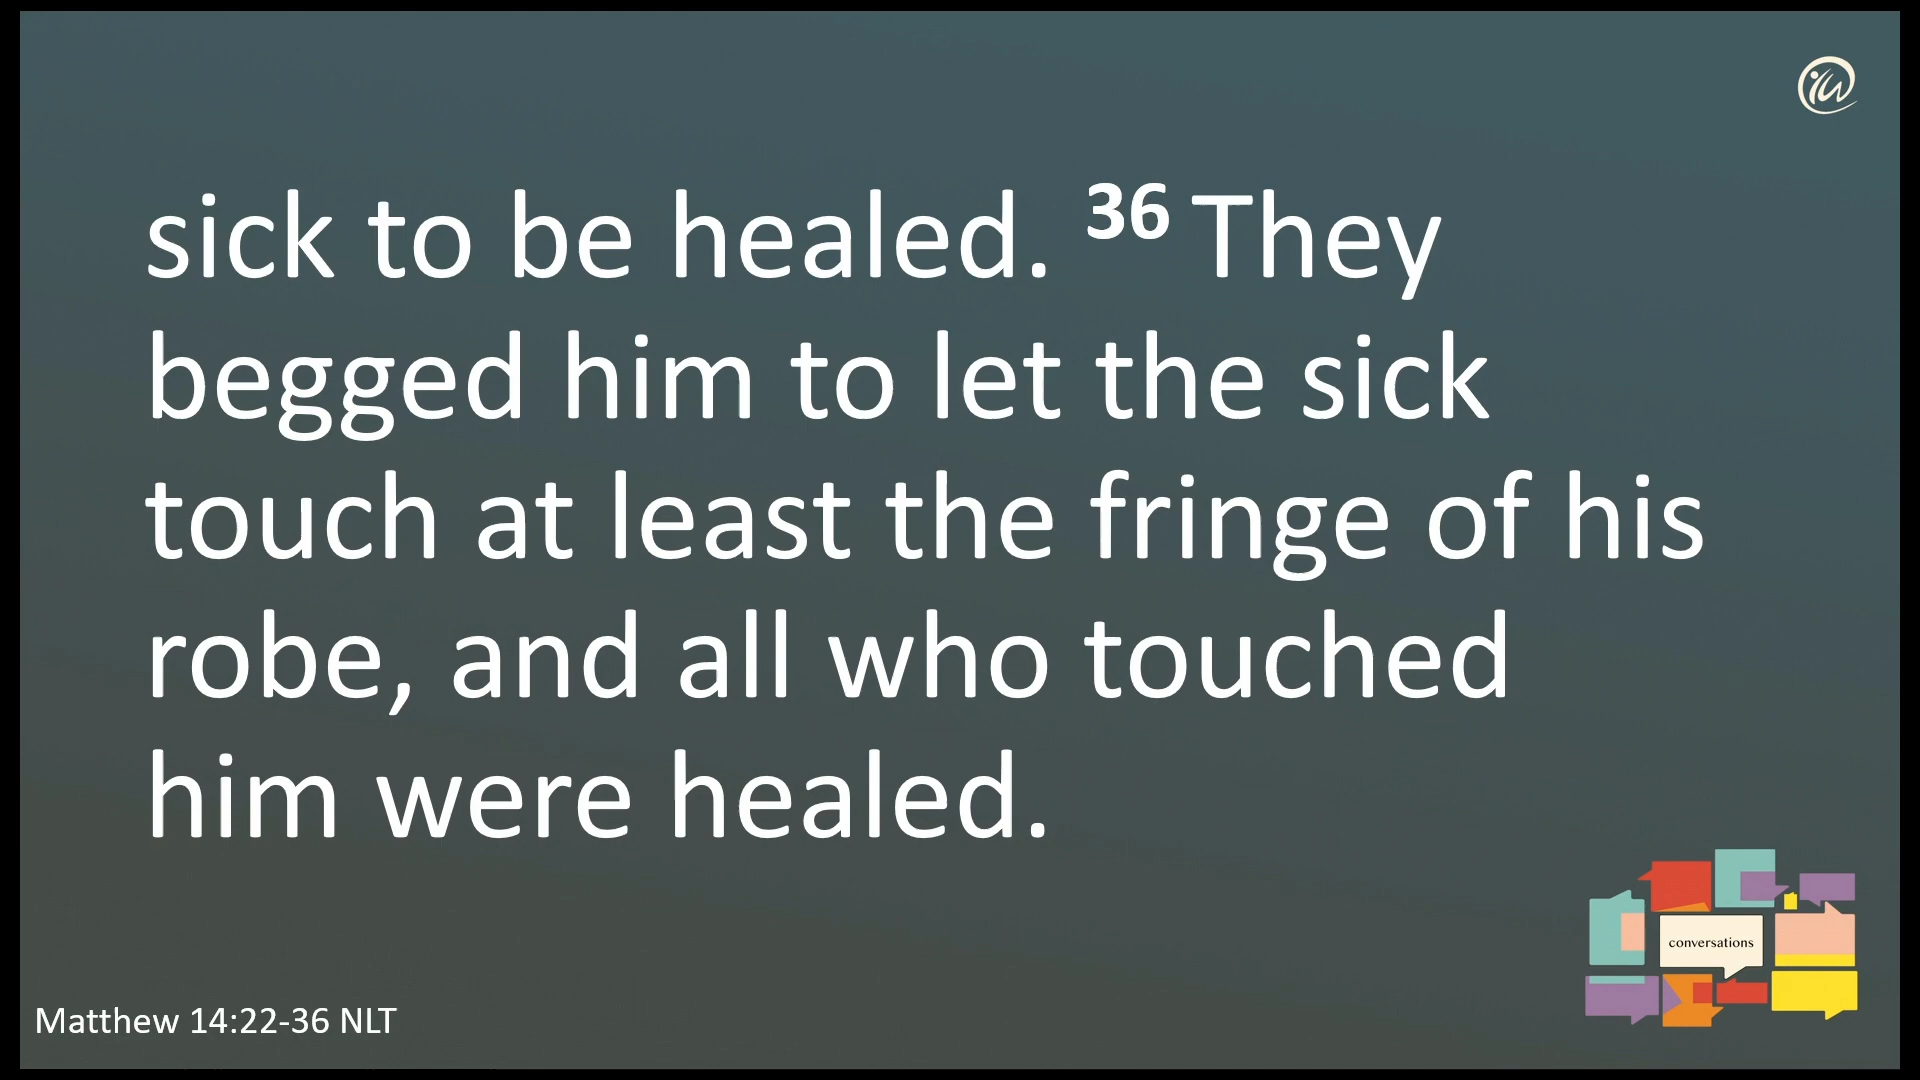 sick to be healed. 36 They
begged him to let the sick
touch at least the fringe of his
robe, and all who touched
him were healed.
conversations
Matthew 14:22-36 NLT